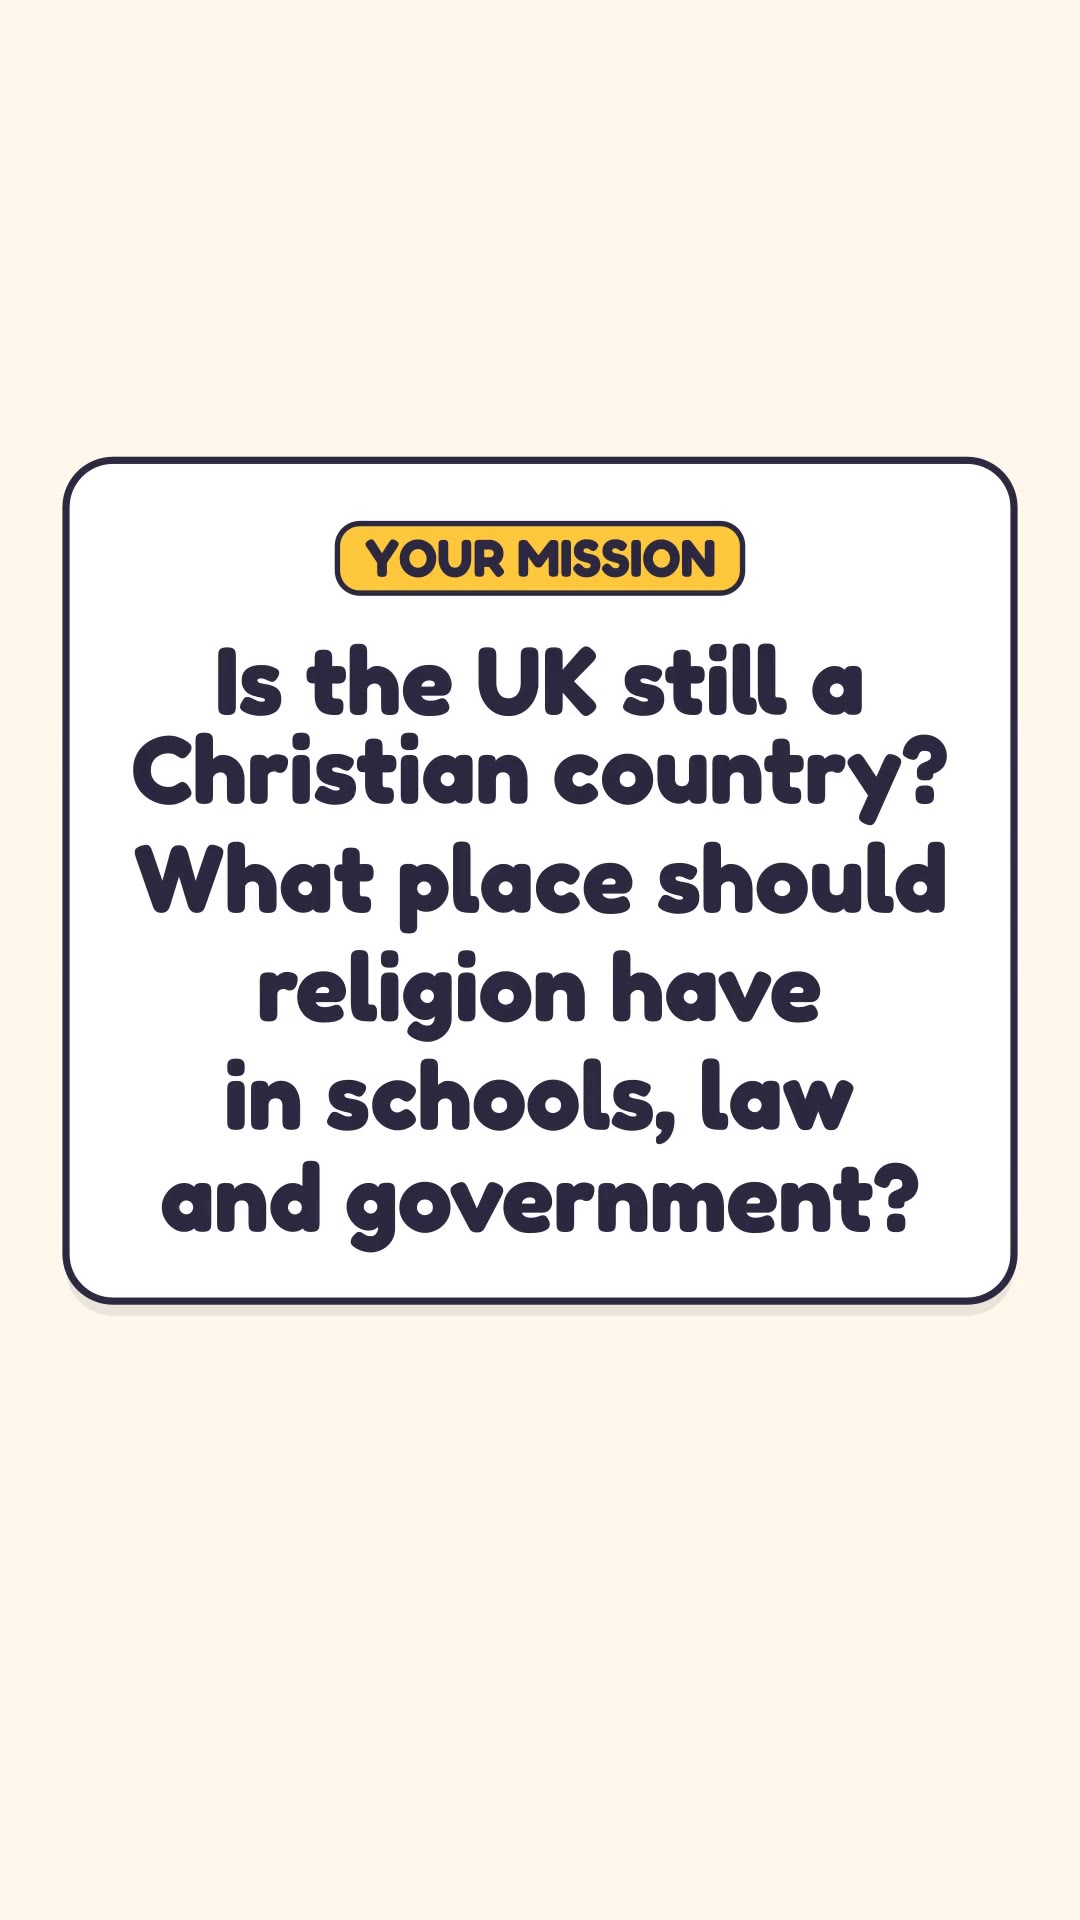 YOUR MISSION
Is the UK still a
Christian country?
What place should
religion have
in schools, law
and government?